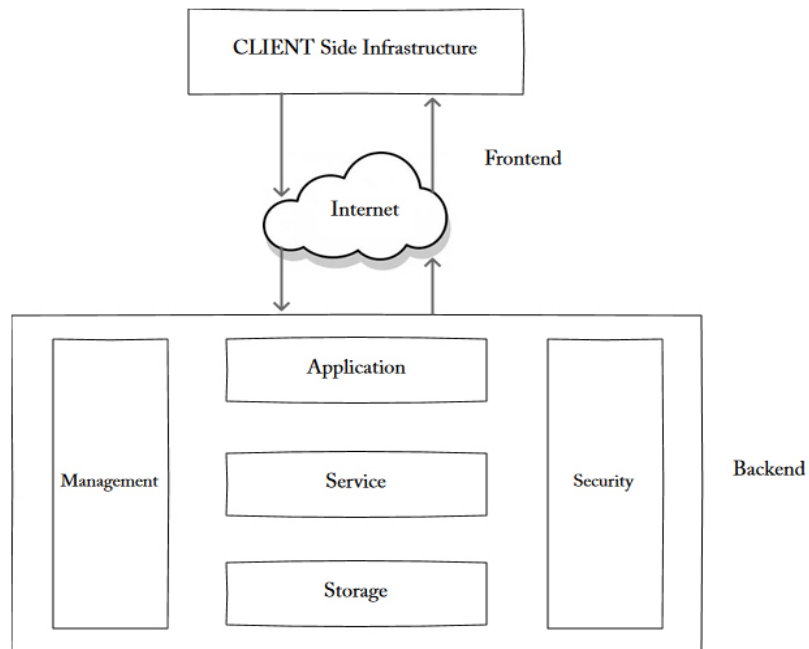 CLIENT Side Infrastructure
Frontend
Internet
Application
Management
Service
Security
Backend
Storage